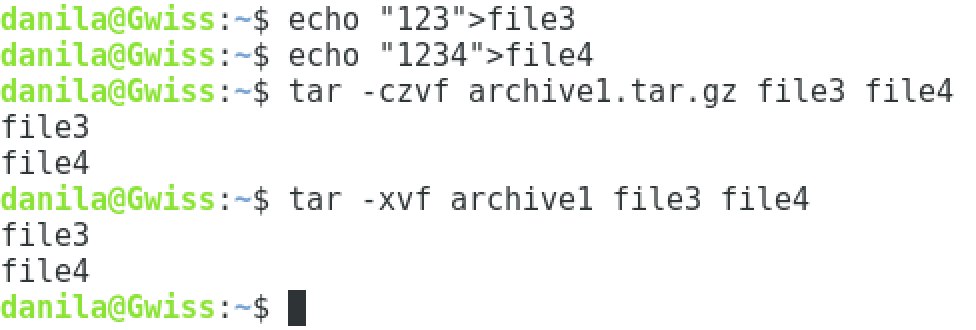 danila@Gwiss:~$ echo "123">file3
danila@Gwiss:~$ echo "1234">file4
danila@Gwiss:~$ tar -czvf archive1.tar.gz file3 file4
file3
file4
danila@Gwiss:~$ tar -xvf archive1 file3 file4
file3
file4
danila@Gwiss:~$